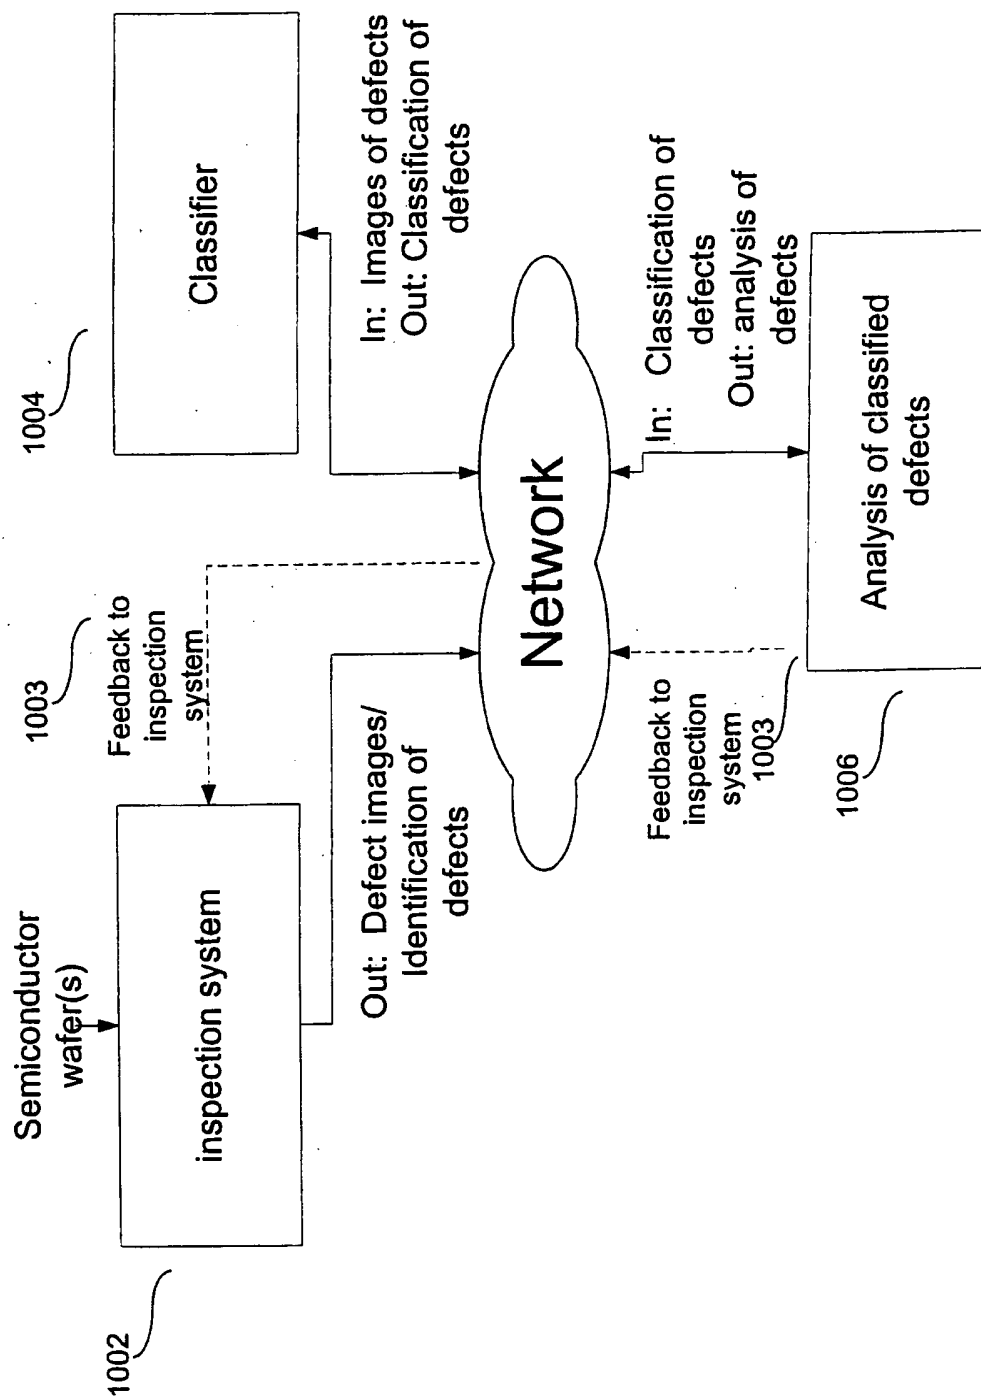 Semiconductor
wafer(s)
1002
inspection system
1003
Feedback to
inspection
system
1004
Classifier
Out: Defect images/
Identification of
defects
In: Images of defects
Out: Classification of
defects
Network
Feedback to
inspection
system
1003
In: Classification of
defects
Out: analysis of
defects
1006
Analysis of classified
defects